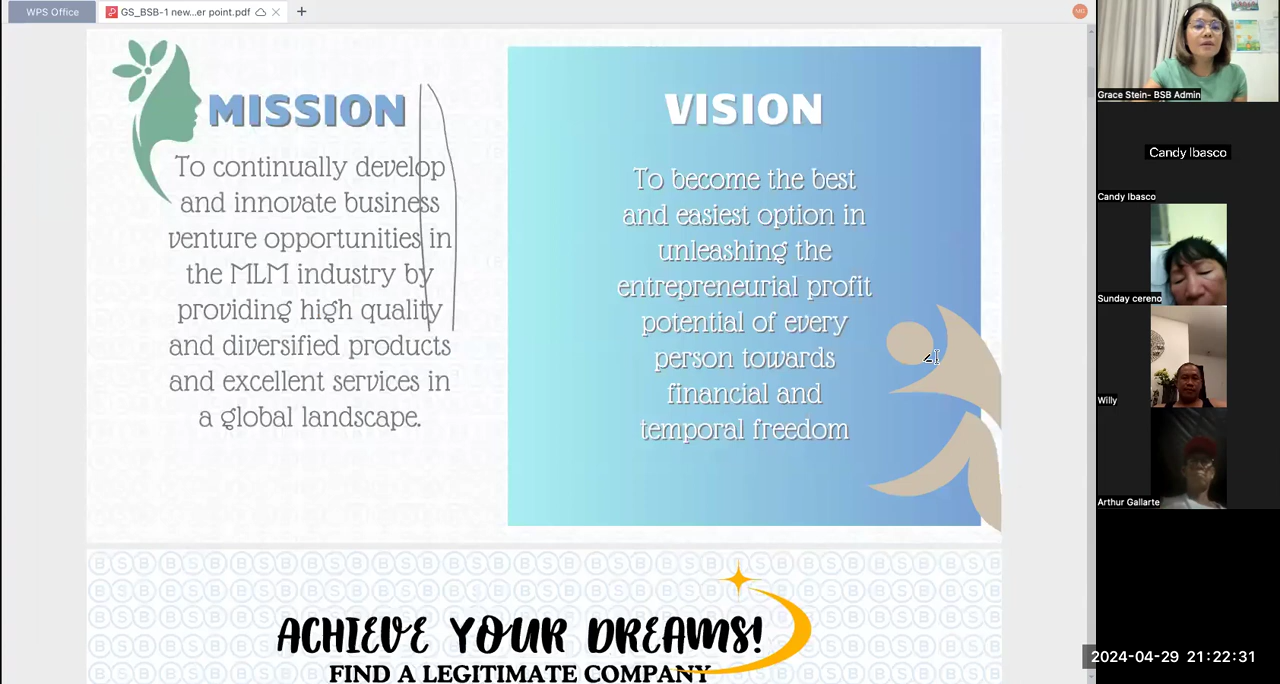 WPS Office
GS_BSB-1 new...er point.pdf
MISSION
To continually develop
and innovate business
venture opportunities in
the MLM industry by
providing high quality
and diversified products
and excellent services in
a global landscape.
VISION
To become the best
and easiest option in
unleashing the
entrepreneurial profit
potential of every
person towards
financial and
temporal freedom
ACHIEVE YOUR DREAMS!
FIND A LEGITIMATE COMPANY
Grace Stein- BSB Admin
Candy Ibasco
Candy Ibasco
Sunday cereno
Willy
Arthur Gallarte
2024-04-29 21:22:31